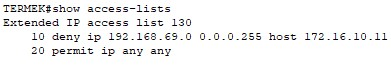 TERMEK#show access-lists
Extended IP access list 130
    10 deny ip 192.168.69.0 0.0.0.255 host 172.16.10.11
    20 permit ip any any